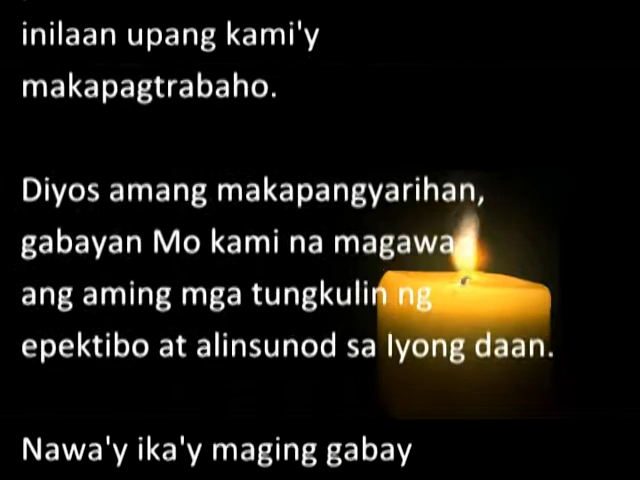 inilaan upang kami'y
makapagtrabaho.
Diyos amang makapangyarihan,
gabayan Mo kami na magawa
ang aming mga tungkulin ng
epektibo at alinsunod sa Iyong daan.
Nawa'y ika'y maging gabay